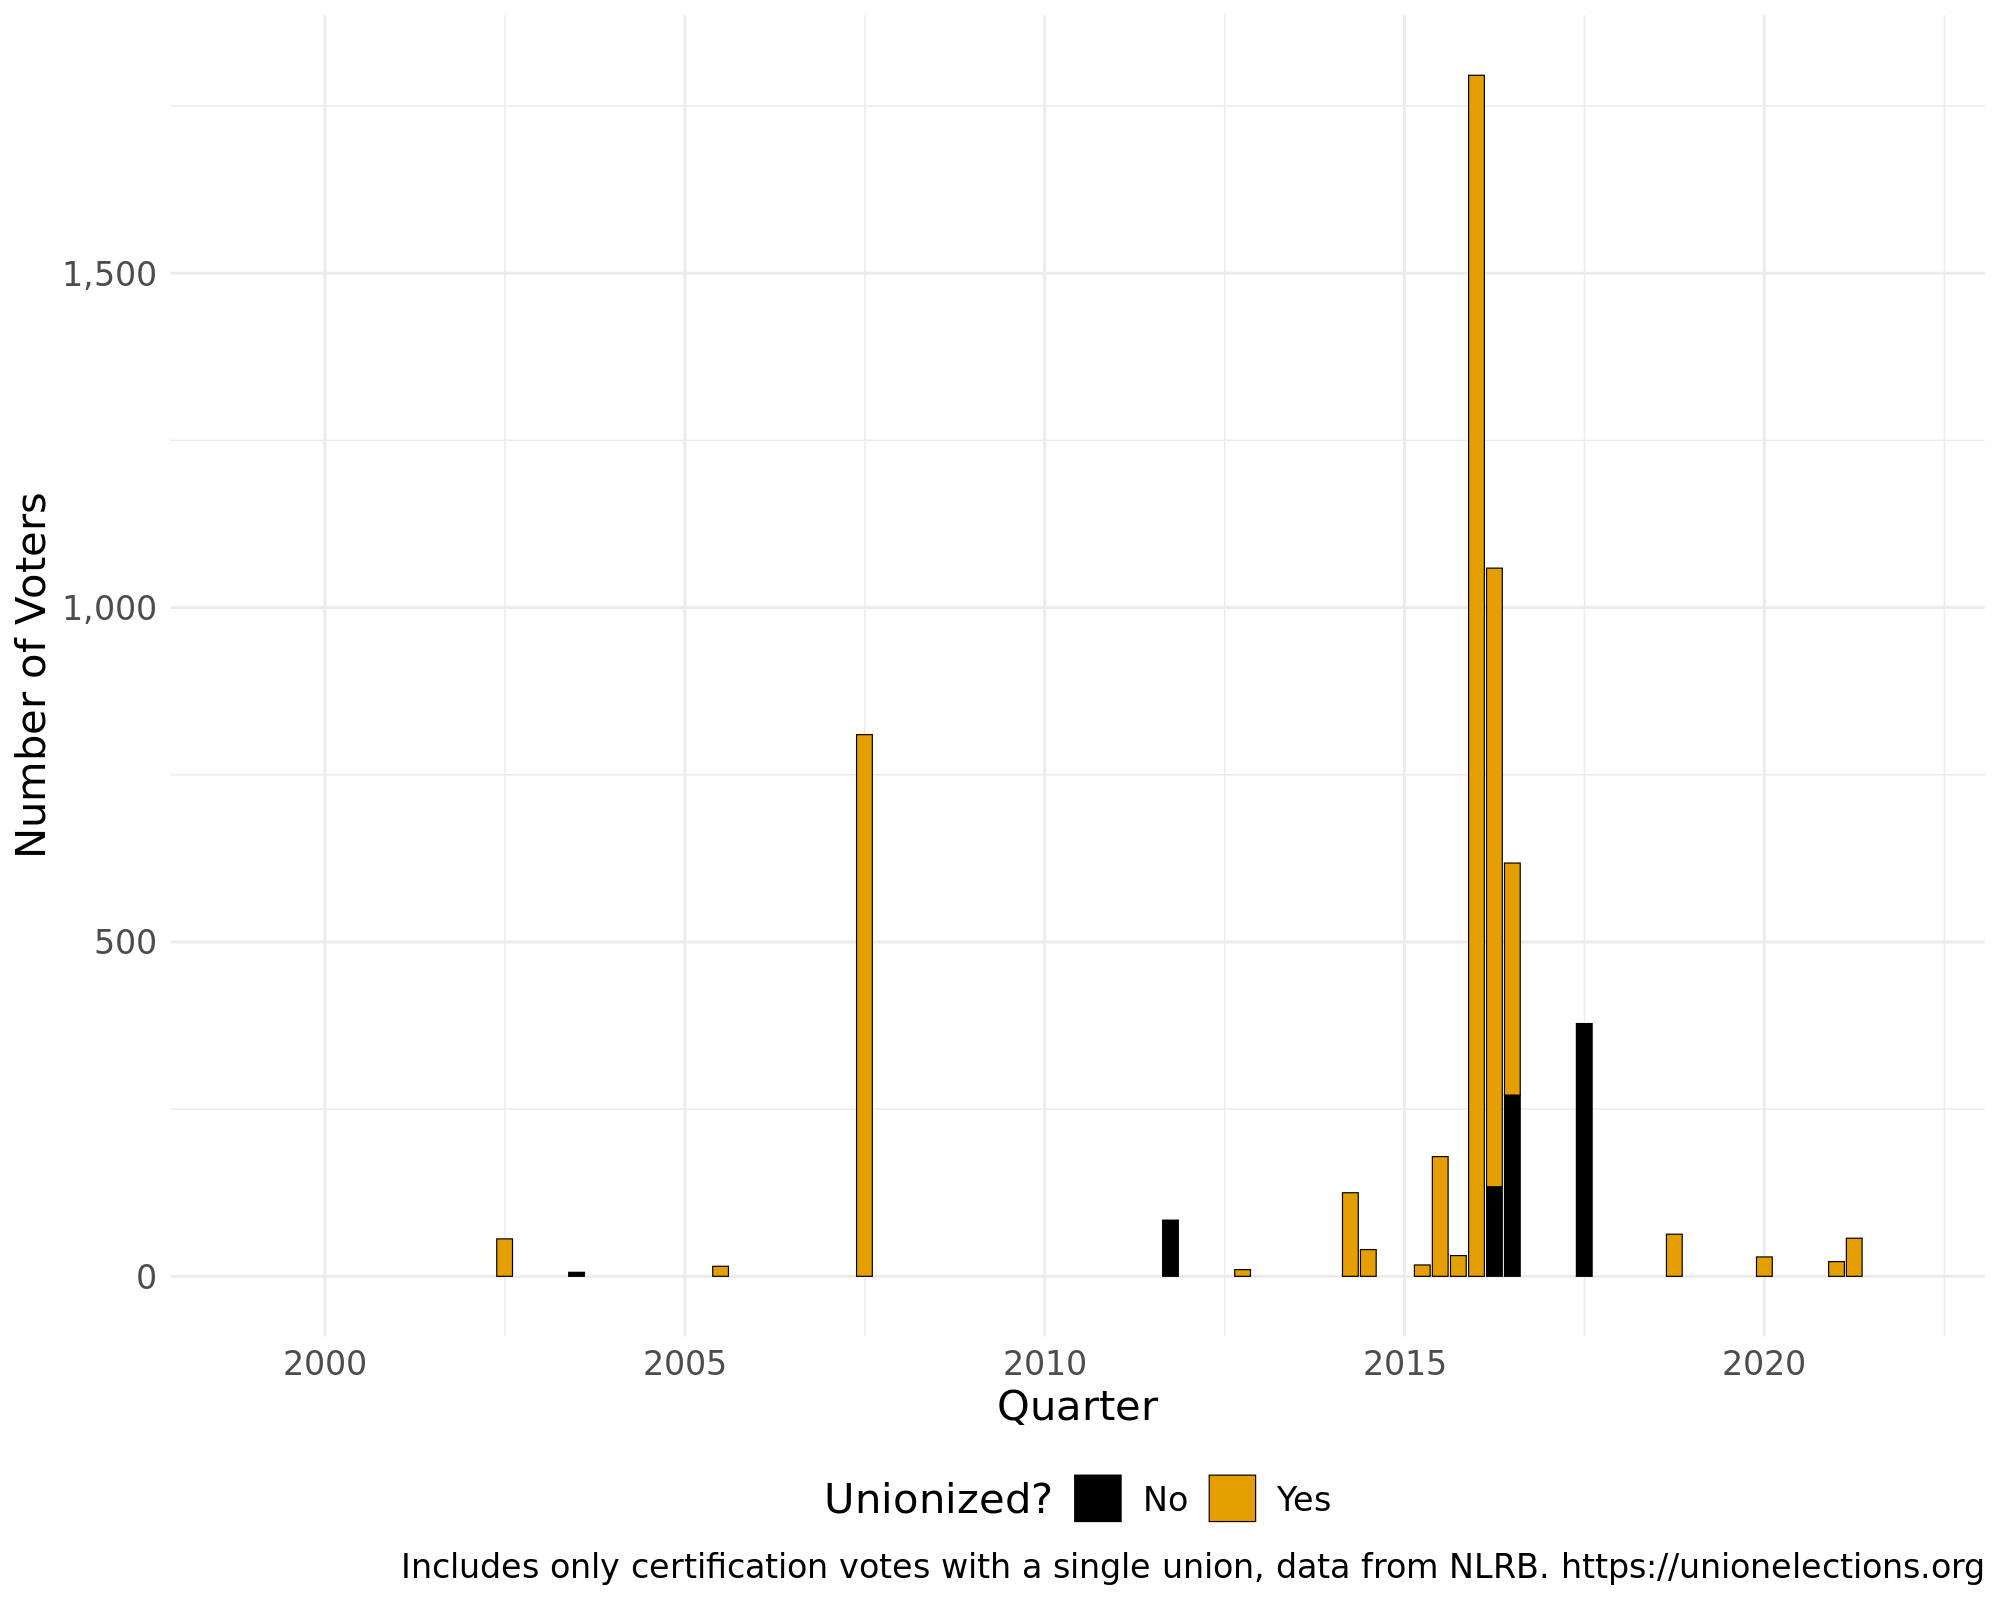 Number of Voters
1,500
1,000
500
0
2000 2005 2010 2015 2020
Quarter
Unionized? No Yes
Includes only certification votes with a single union, data from NLRB. https://unionelections.org